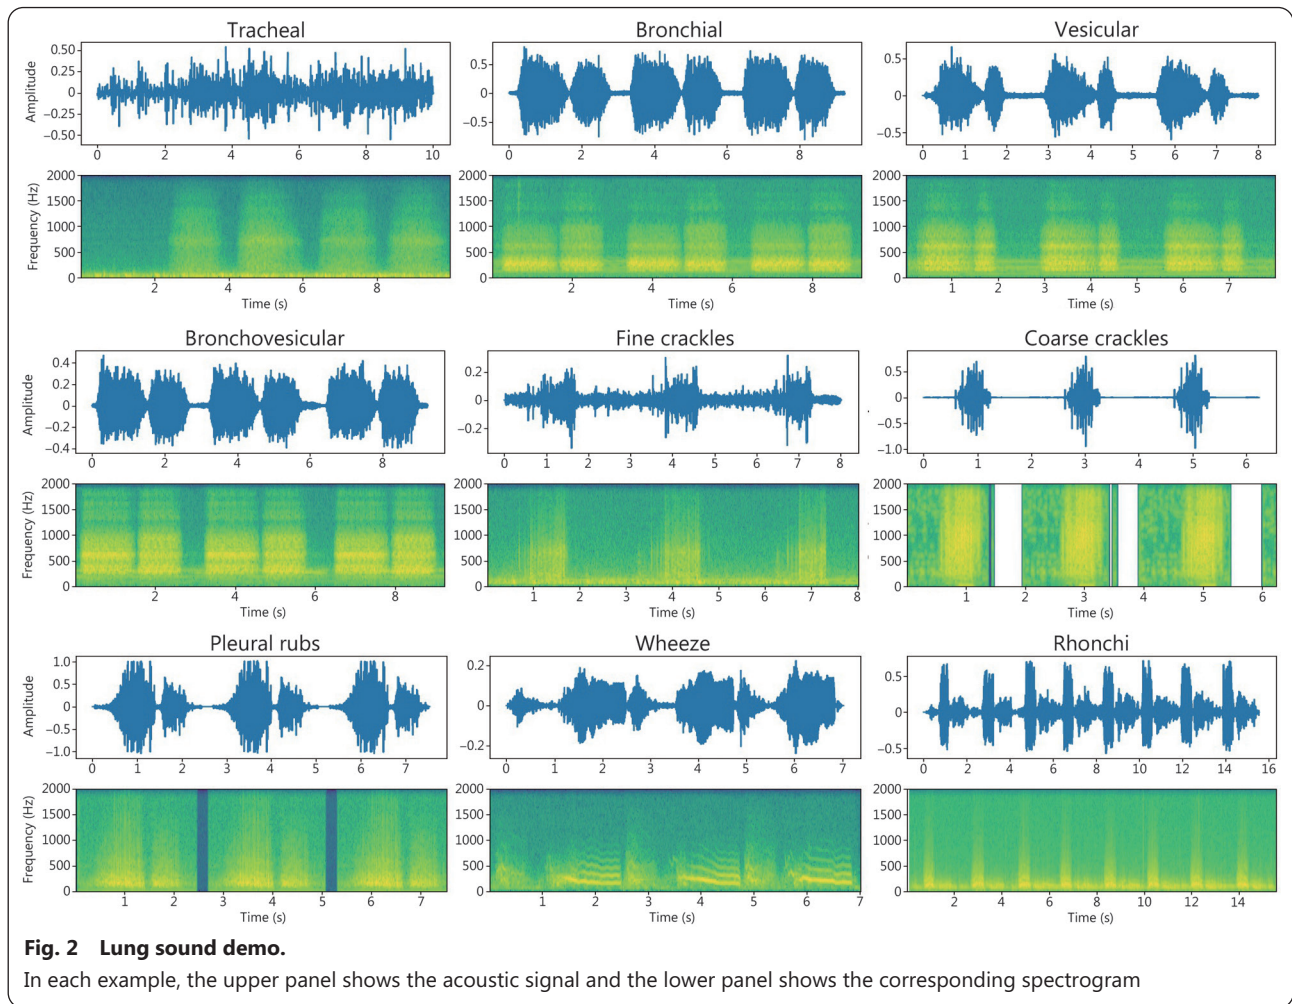 Tracheal Bronchial Vesicular
Amplitude
0.50
0.25
0
−0.25
−0.50
0 2 4 6 8 10
0.5
0
−0.5
0 2 4 6 8
0.5
0
−0.5
0 1 2 3 4 5 6 7 8
Frequency (Hz)
2000
1500
1000
500
0
2 4 6 8
Time (s)
2000
1500
1000
500
0
2 4 6 8
Time (s)
2000
1500
1000
500
0
1 2 3 4 5 6 7
Time (s)
Bronchovesicular Fine crackles Coarse crackles
Amplitude
0.4
0.2
0
−0.2
−0.4
0 2 4 6 8
0.2
0
−0.2
0 1 2 3 4 5 6 7 8
0.5
0
−0.5
−1.0
0 1 2 3 4 5 6
Frequency (Hz)
2000
1500
1000
500
0
2 4 6 8
Time (s)
2000
1500
1000
500
0
1 2 3 4 5 6 7 8
Time (s)
2000
1500
1000
500
0
1 2 3 4 5 6
Time (s)
Pleural rubs Wheeze Rhonchi
Amplitude
1.0
0.5
0
−0.5
−1.0
0 1 2 3 4 5 6 7
0.2
0
−0.2
0 1 2 3 4 5 6 7
0.5
0
−0.5
0 2 4 6 8 10 12 14 16
Frequency (Hz)
2000
1500
1000
500
0
1 2 3 4 5 6 7
Time (s)
2000
1500
1000
500
0
1 2 3 4 5 6 7
Time (s)
2000
1500
1000
500
0
2 4 6 8 10 12 14
Time (s)
Fig. 2 Lung sound demo.
In each example, the upper panel shows the acoustic signal and the lower panel shows the corresponding spectrogram